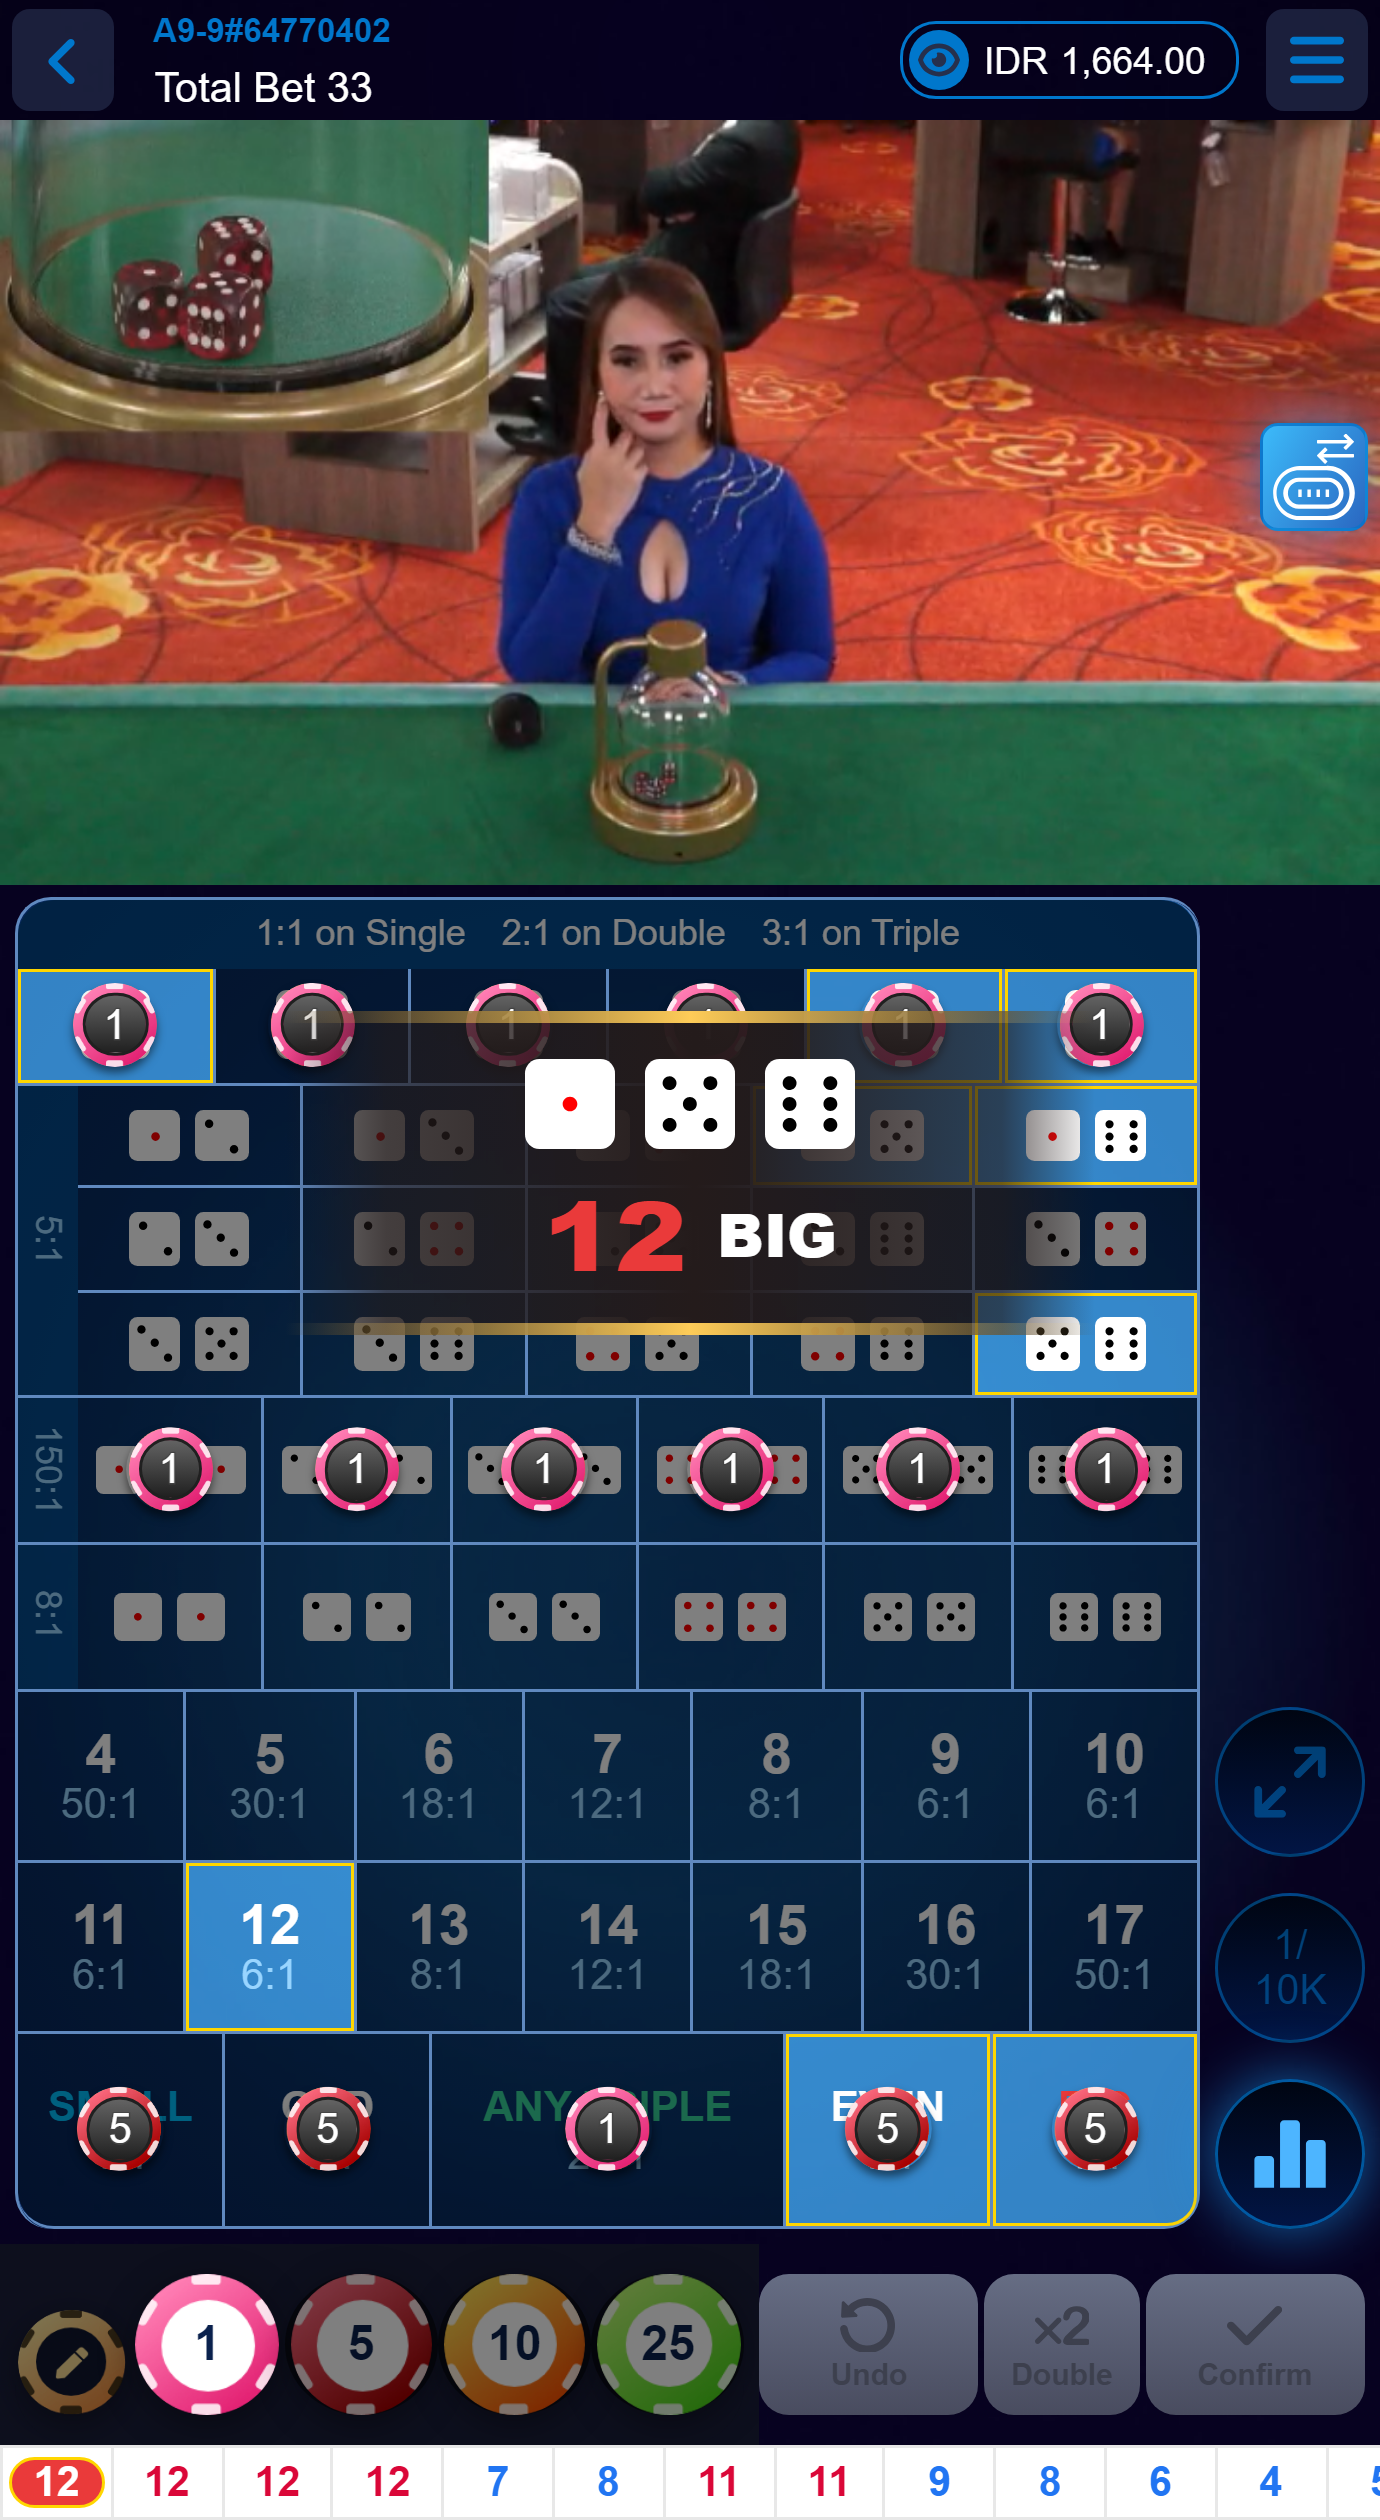 A9-9#64770402
Total Bet 33
IDR 1,664.00
1:1 on Single 2:1 on Double 3:1 on Triple
1 1 1 1 1 1
12 BIG
5:1
150:1
1 1 1 1 1 1
8:1
4 5 6 7 8 9 10
50:1 30:1 18:1 12:1 8:1 6:1 6:1
11 12 13 14 15 16 17
6:1 6:1 8:1 12:1 18:1 30:1 50:1
1/
10K
5 5 1 5 5
1 5 10 25
Undo
x2
Double
Confirm
12 12 12 12 7 8 11 11 9 8 6 4